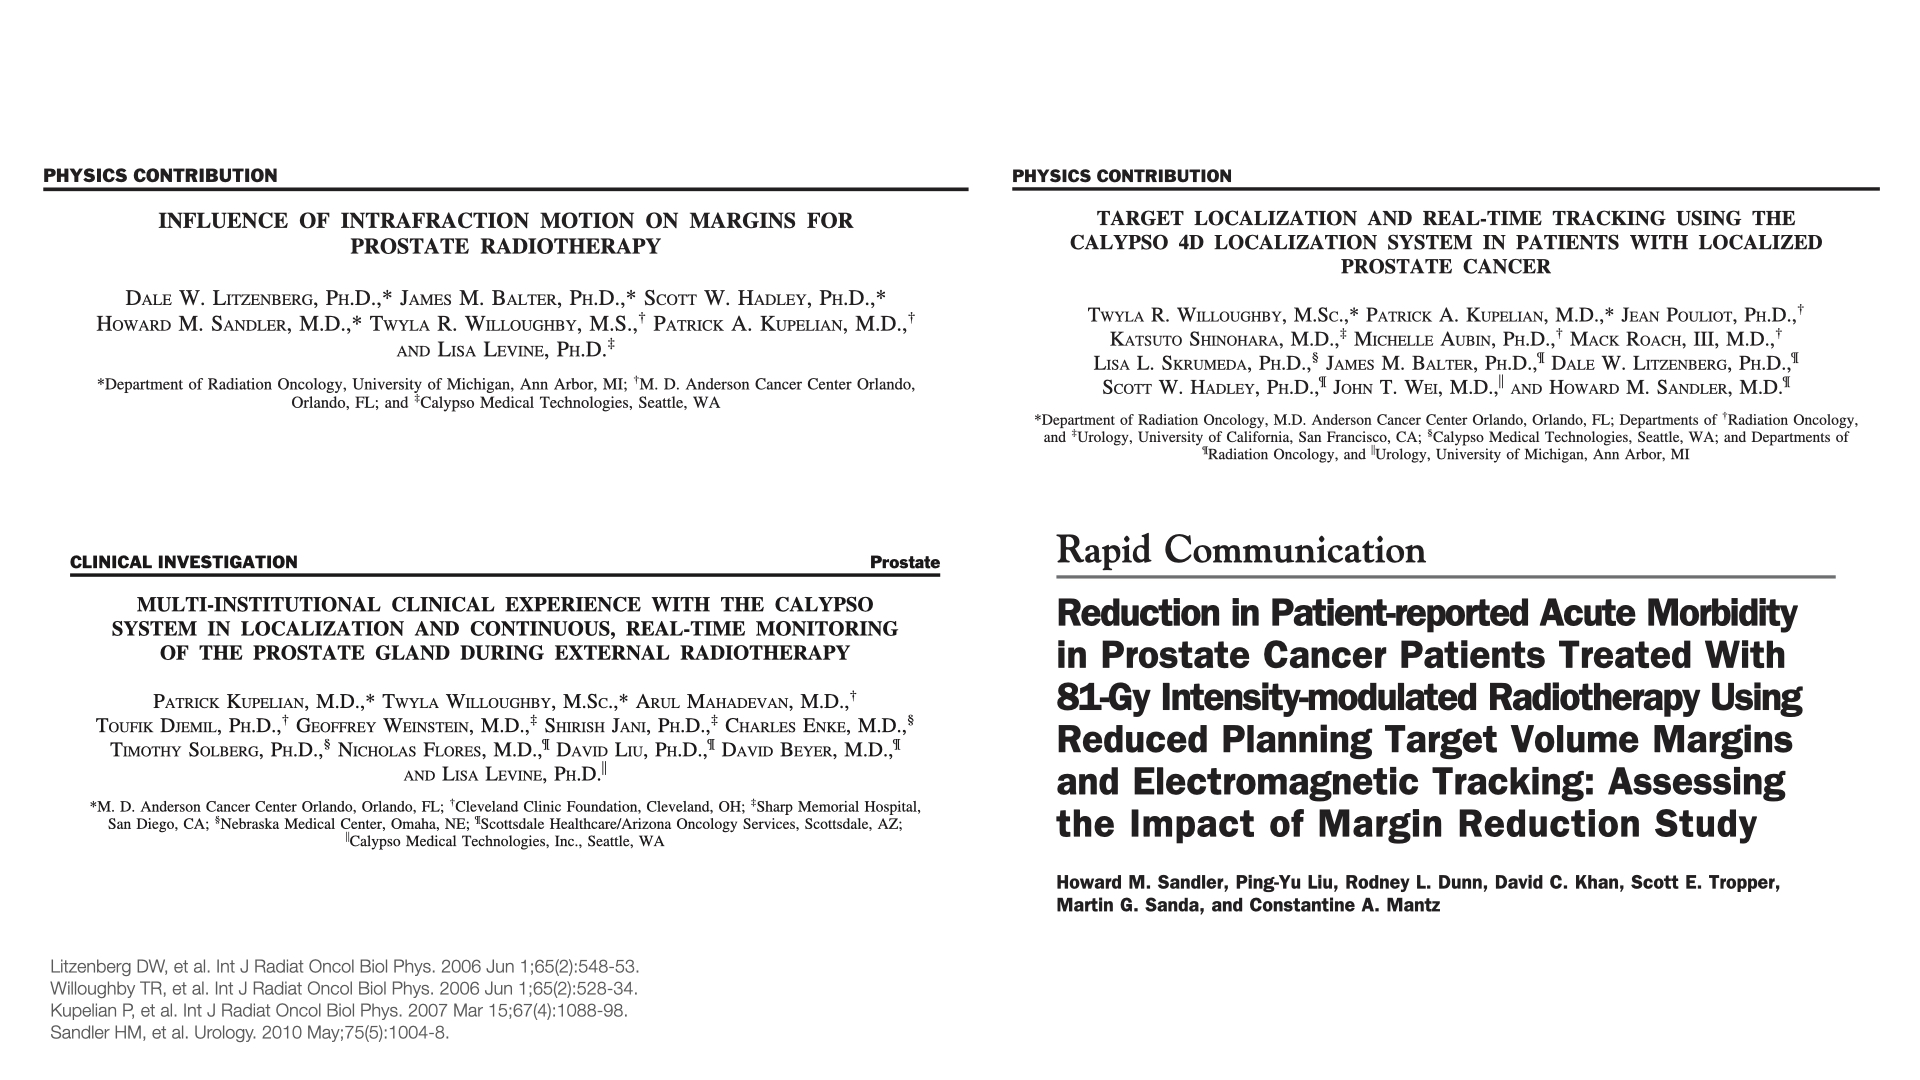 PHYSICS CONTRIBUTION
INFLUENCE OF INTRAFRACTION MOTION ON MARGINS FOR
PROSTATE RADIOTHERAPY
DALE W. LITZENBERG, PH.D.,* JAMES M. BALTER, PH.D.,* SCOTT W. HADLEY, PH.D.,*
HOWARD M. SANDLER, M.D.,* TWYLA R. WILLOUGHBY, M.S.,† PATRICK A. KUPELIAN, M.D.,†
AND LISA LEVINE, PH.D.‡
*Department of Radiation Oncology, University of Michigan, Ann Arbor, MI; †M. D. Anderson Cancer Center Orlando,
Orlando, FL; and ‡Calypso Medical Technologies, Seattle, WA
PHYSICS CONTRIBUTION
TARGET LOCALIZATION AND REAL-TIME TRACKING USING THE
CALYPSO 4D LOCALIZATION SYSTEM IN PATIENTS WITH LOCALIZED
PROSTATE CANCER
TWYLA R. WILLOUGHBY, M.SC.,* PATRICK A. KUPELIAN, M.D.,* JEAN POULIOT, PH.D.,†
KATSUTO SHINOHARA, M.D.,‡ MICHELLE AUBIN, PH.D.,† MACK ROACH, III, M.D.,†
LISA L. SKRUMEDA, PH.D.,§ JAMES M. BALTER, PH.D.,¶ DALE W. LITZENBERG, PH.D.,¶
SCOTT W. HADLEY, PH.D.,¶ JOHN T. WEI, M.D.,‖ AND HOWARD M. SANDLER, M.D.¶
*Department of Radiation Oncology, M.D. Anderson Cancer Center Orlando, Orlando, FL; Departments of †Radiation Oncology,
and ‡Urology, University of California, San Francisco, CA; §Calypso Medical Technologies, Seattle, WA; and Departments of
¶Radiation Oncology, and ‖Urology, University of Michigan, Ann Arbor, MI
CLINICAL INVESTIGATION Prostate
MULTI-INSTITUTIONAL CLINICAL EXPERIENCE WITH THE CALYPSO
SYSTEM IN LOCALIZATION AND CONTINUOUS, REAL-TIME MONITORING
OF THE PROSTATE GLAND DURING EXTERNAL RADIOTHERAPY
PATRICK KUPELIAN, M.D.,* TWYLA WILLOUGHBY, M.SC.,* ARUL MAHADEVAN, M.D.,†
TOUFIK DJEMIL, PH.D.,† GEOFFREY WEINSTEIN, M.D.,‡ SHIRISH JANI, PH.D.,‡ CHARLES ENKE, M.D.,§
TIMOTHY SOLBERG, PH.D.,§ NICHOLAS FLORES, M.D.,¶ DAVID LIU, PH.D.,¶ DAVID BEYER, M.D.,¶
AND LISA LEVINE, PH.D.‖
*M. D. Anderson Cancer Center Orlando, Orlando, FL; †Cleveland Clinic Foundation, Cleveland, OH; ‡Sharp Memorial Hospital,
San Diego, CA; §Nebraska Medical Center, Omaha, NE; ¶Scottsdale Healthcare/Arizona Oncology Services, Scottsdale, AZ;
‖Calypso Medical Technologies, Inc., Seattle, WA
Rapid Communication
Reduction in Patient-reported Acute Morbidity
in Prostate Cancer Patients Treated With
81-Gy Intensity-modulated Radiotherapy Using
Reduced Planning Target Volume Margins
and Electromagnetic Tracking: Assessing
the Impact of Margin Reduction Study
Howard M. Sandler, Ping-Yu Liu, Rodney L. Dunn, David C. Khan, Scott E. Tropper,
Martin G. Sanda, and Constantine A. Mantz
Litzenberg DW, et al. Int J Radiat Oncol Biol Phys. 2006 Jun 1;65(2):548-53.
Willoughby TR, et al. Int J Radiat Oncol Biol Phys. 2006 Jun 1;65(2):528-34.
Kupelian P, et al. Int J Radiat Oncol Biol Phys. 2007 Mar 15;67(4):1088-98.
Sandler HM, et al. Urology. 2010 May;75(5):1004-8.